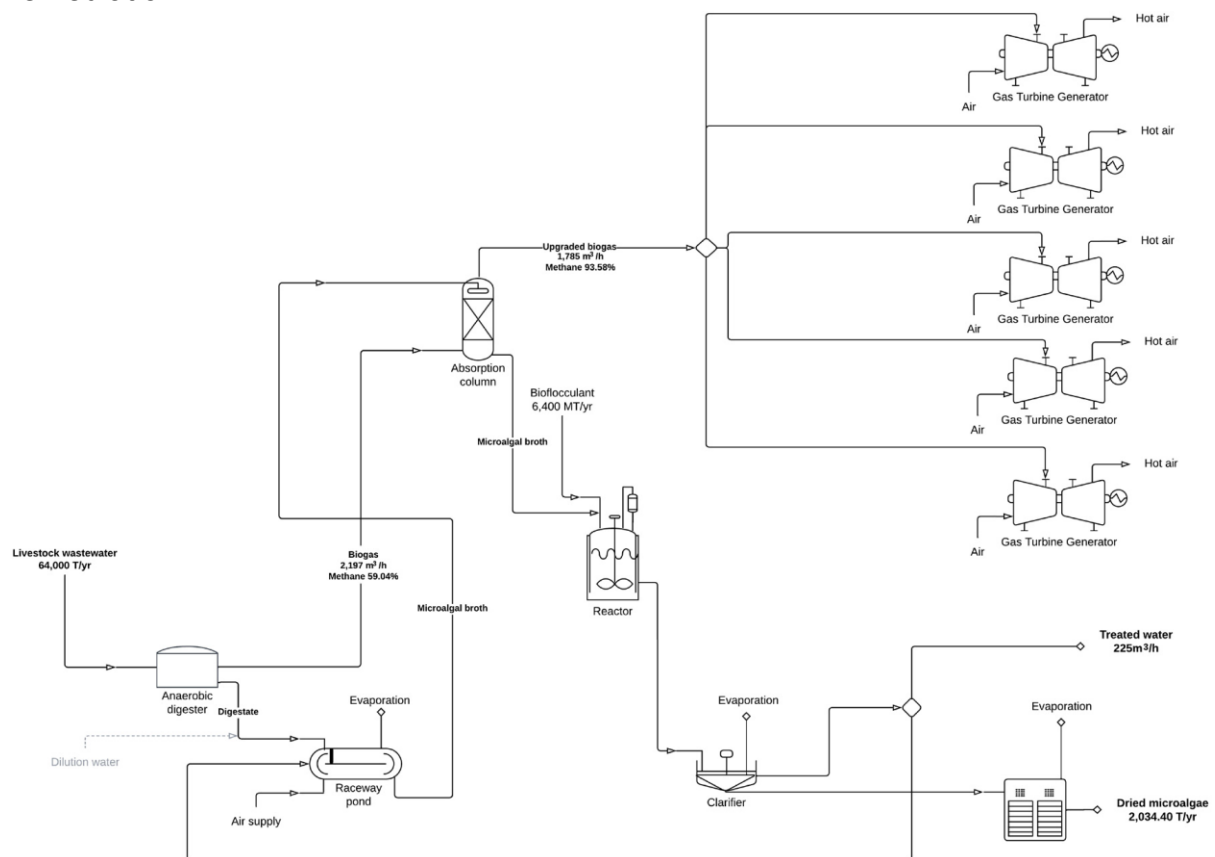 Hot air
Air
Gas Turbine Generator
Hot air
Air
Gas Turbine Generator
Upgraded biogas
1,785 m³ /h
Methane 93.58%
Hot air
Air
Gas Turbine Generator
Absorption
column
Hot air
Air
Gas Turbine Generator
Bioflocculant
6,400 MT/yr
Microalgal broth
Hot air
Air
Gas Turbine Generator
Livestock wastewater
64,000 T/yr
Biogas
2,197 m³ /h
Methane 59.04%
Microalgal broth
Reactor
Treated water
225m³/h
Anaerobic
digester
Digestate
Evaporation
Evaporation
Evaporation
Dilution water
Raceway
pond
Air supply
Clarifier
Dried microalgae
2,034.40 T/yr